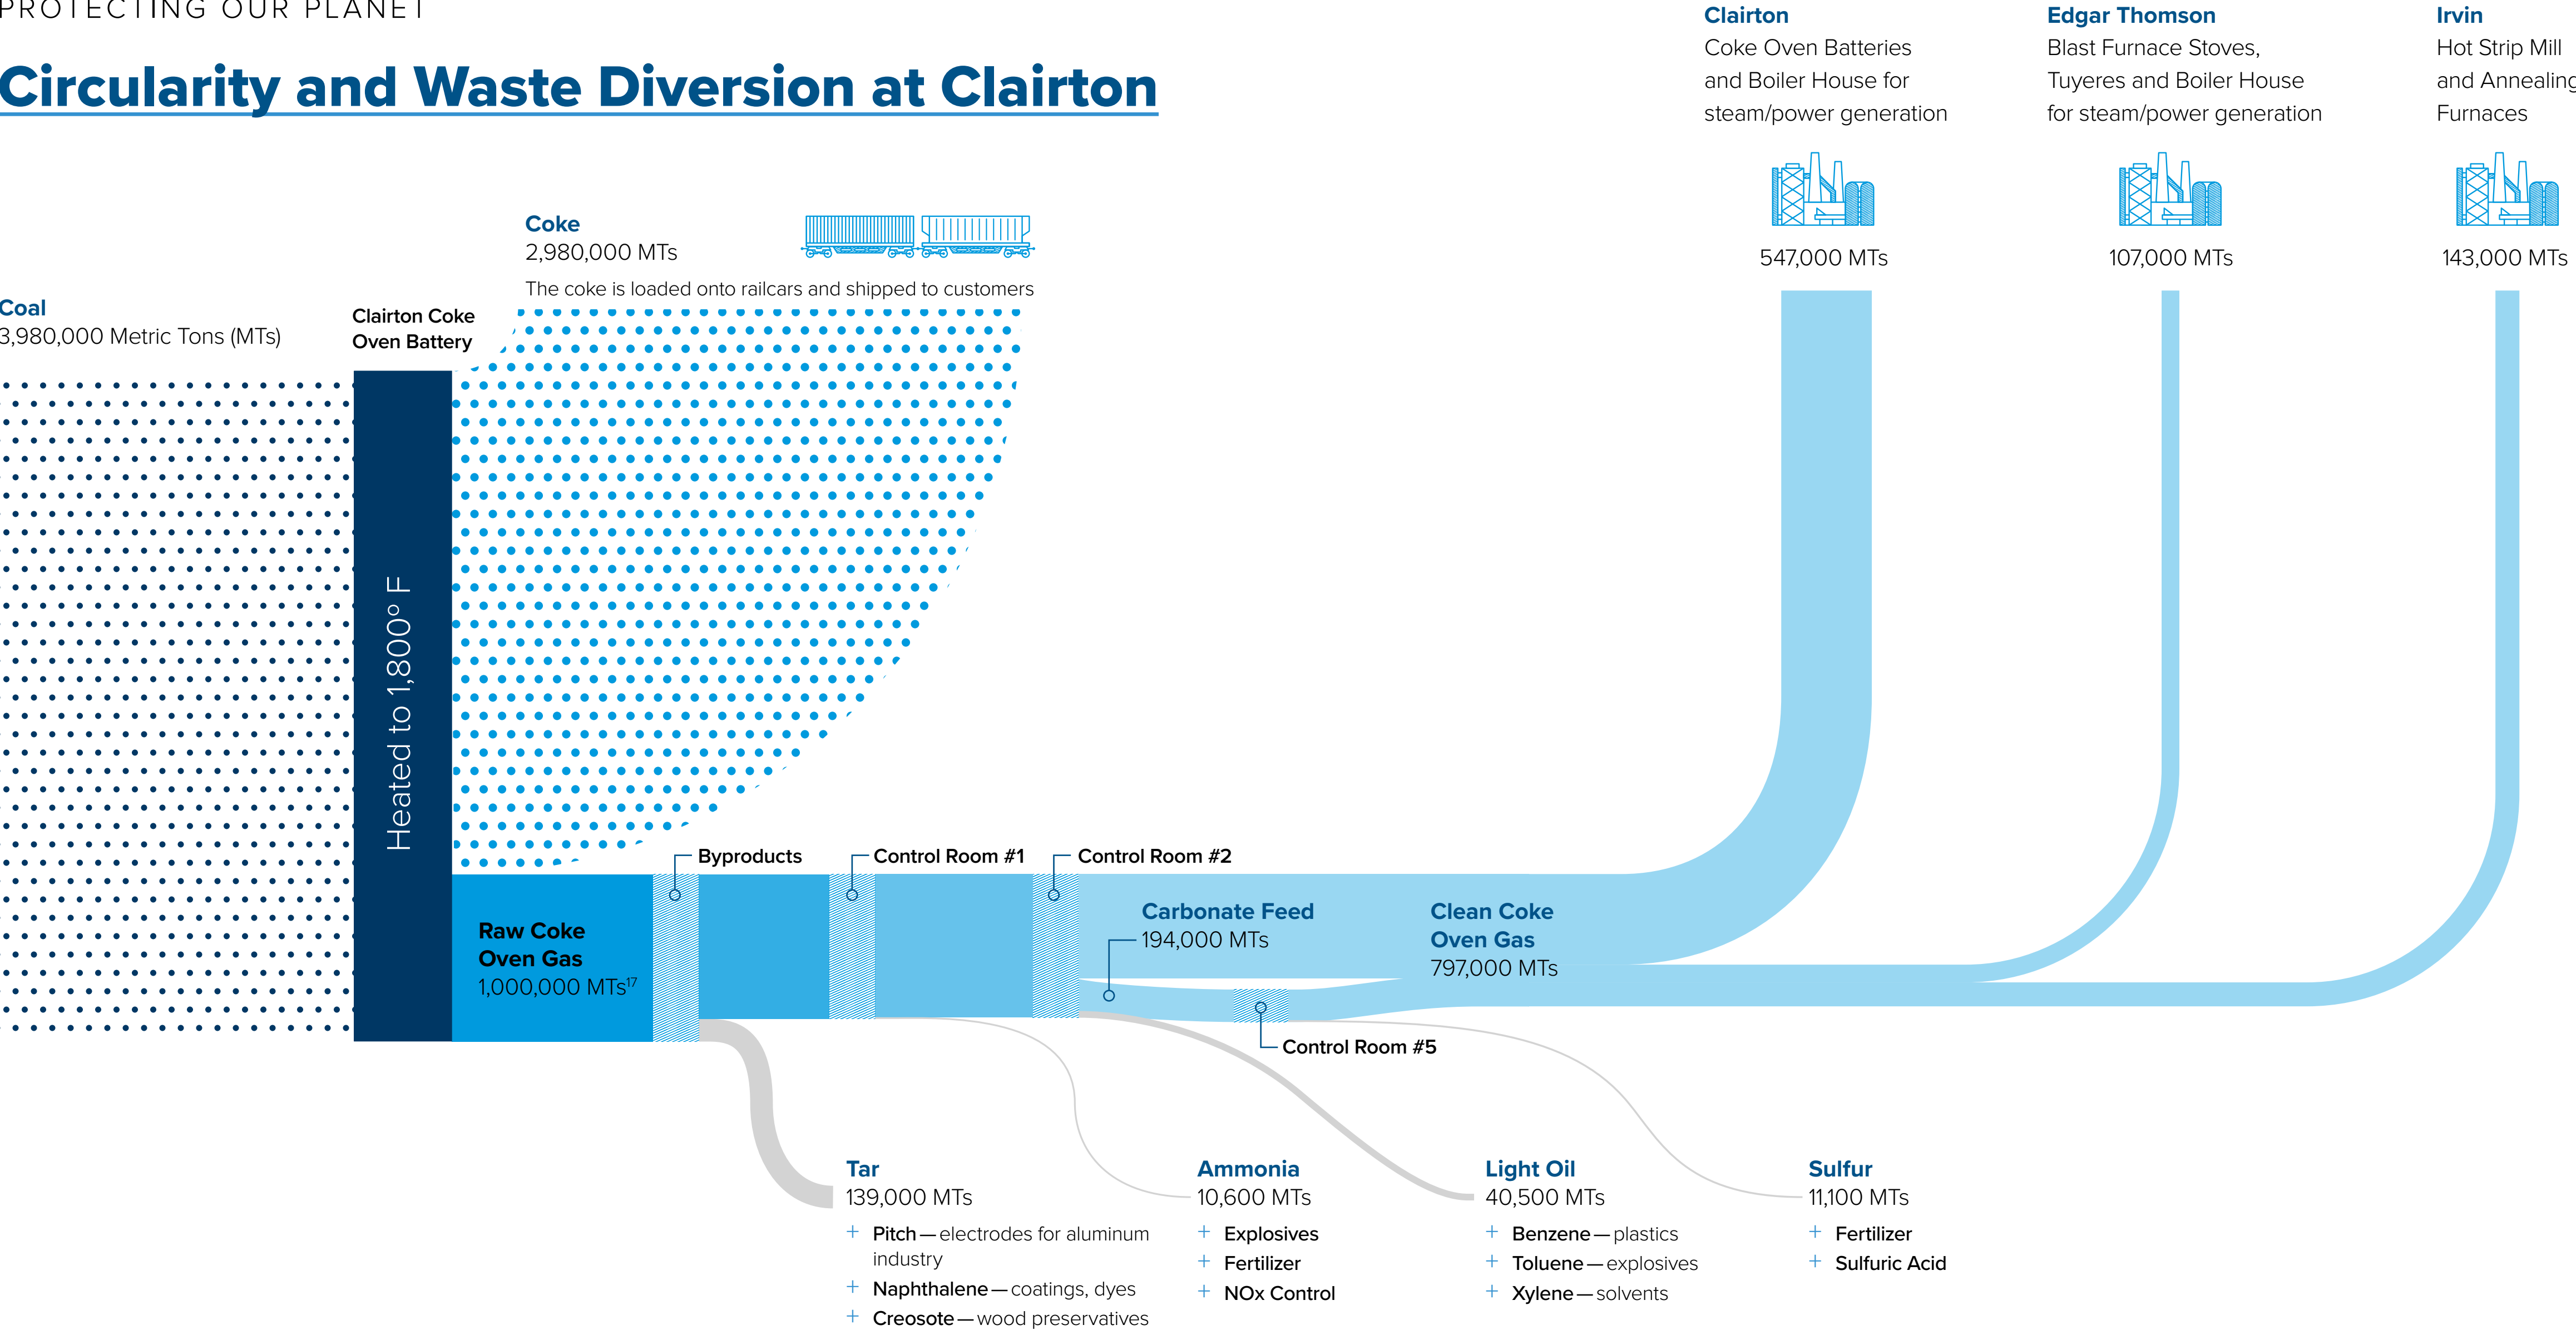 PROTECTING OUR PLANET
Circularity and Waste Diversion at Clairton
Coal
3,980,000 Metric Tons (MTs)
Clairton Coke
Oven Battery
Heated to 1,800° F
Coke
2,980,000 MTs
The coke is loaded onto railcars and shipped to customers
Clairton
Coke Oven Batteries
and Boiler House for
steam/power generation
547,000 MTs
Edgar Thomson
Blast Furnace Stoves,
Tuyeres and Boiler House
for steam/power generation
107,000 MTs
Irvin
Hot Strip Mill
and Annealing
Furnaces
143,000 MTs
Raw Coke
Oven Gas
1,000,000 MTs17
Byproducts
Control Room #1
Control Room #2
Carbonate Feed
194,000 MTs
Clean Coke
Oven Gas
797,000 MTs
Control Room #5
Tar
139,000 MTs
+ Pitch — electrodes for aluminum
industry
+ Naphthalene — coatings, dyes
+ Creosote — wood preservatives
Ammonia
10,600 MTs
+ Explosives
+ Fertilizer
+ NOx Control
Light Oil
40,500 MTs
+ Benzene — plastics
+ Toluene — explosives
+ Xylene — solvents
Sulfur
11,100 MTs
+ Fertilizer
+ Sulfuric Acid